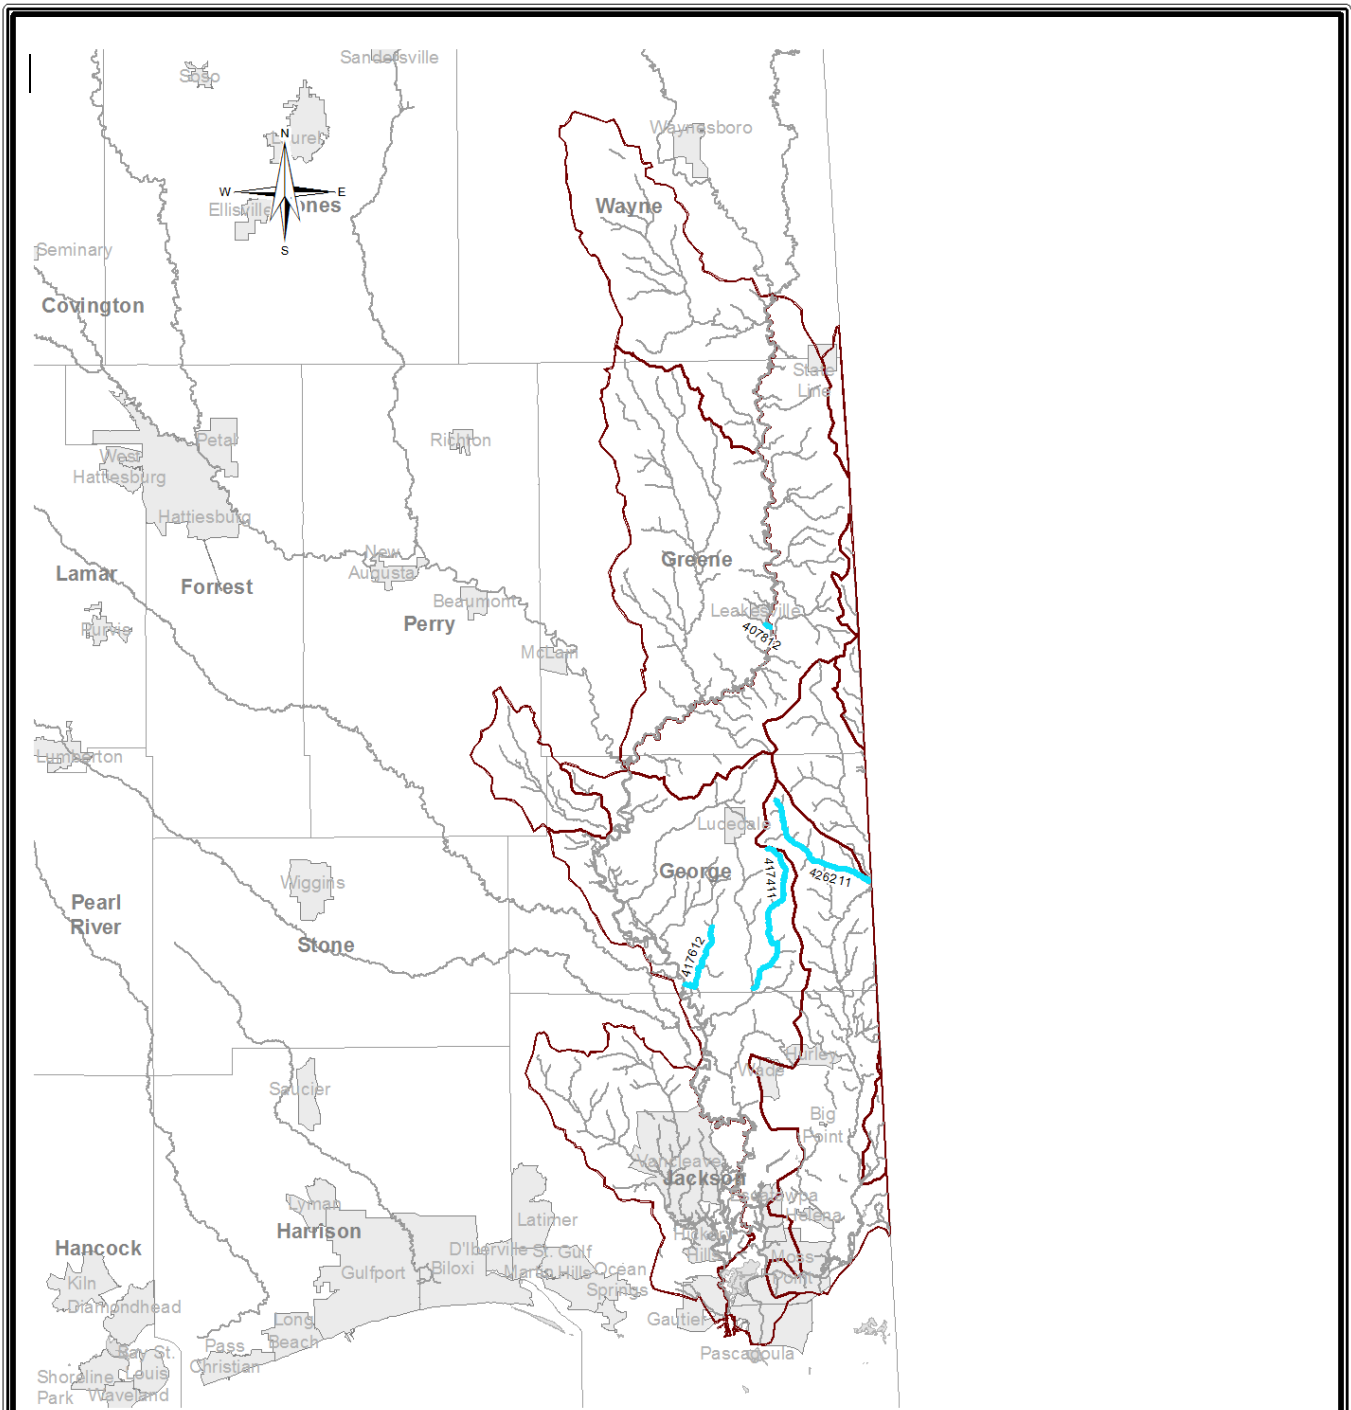 Sandersville
Soso
Waynesboro
Laurel
N
W
E
S
Ellisville
Jones
Wayne
Seminary
Covington
State
Line
Petal
Richton
West
Hattiesburg
Hattiesburg
New
Augusta
Greene
Lamar
Forrest
Beaumont
Leakesville
Perry
407812
Purvis
McLain
Lumberton
Lucedale
George
417411
426211
Wiggins
Pearl
River
Stone
417612
Hurley
Wade
Saucier
Big
Point
Vancleave
Jackson
Escatawpa
Lyman
Helena
Latimer
Harrison
Hickory
Hills
Hancock
D'Iberville
St. Martin
Gulf
Hills
Moss
Point
Gulfport
Biloxi
Ocean
Springs
Kiln
Diamondhead
Long
Beach
Gautier
Pass
Christian
Bay St.
Louis
Pascagoula
Shoreline
Park
Waveland